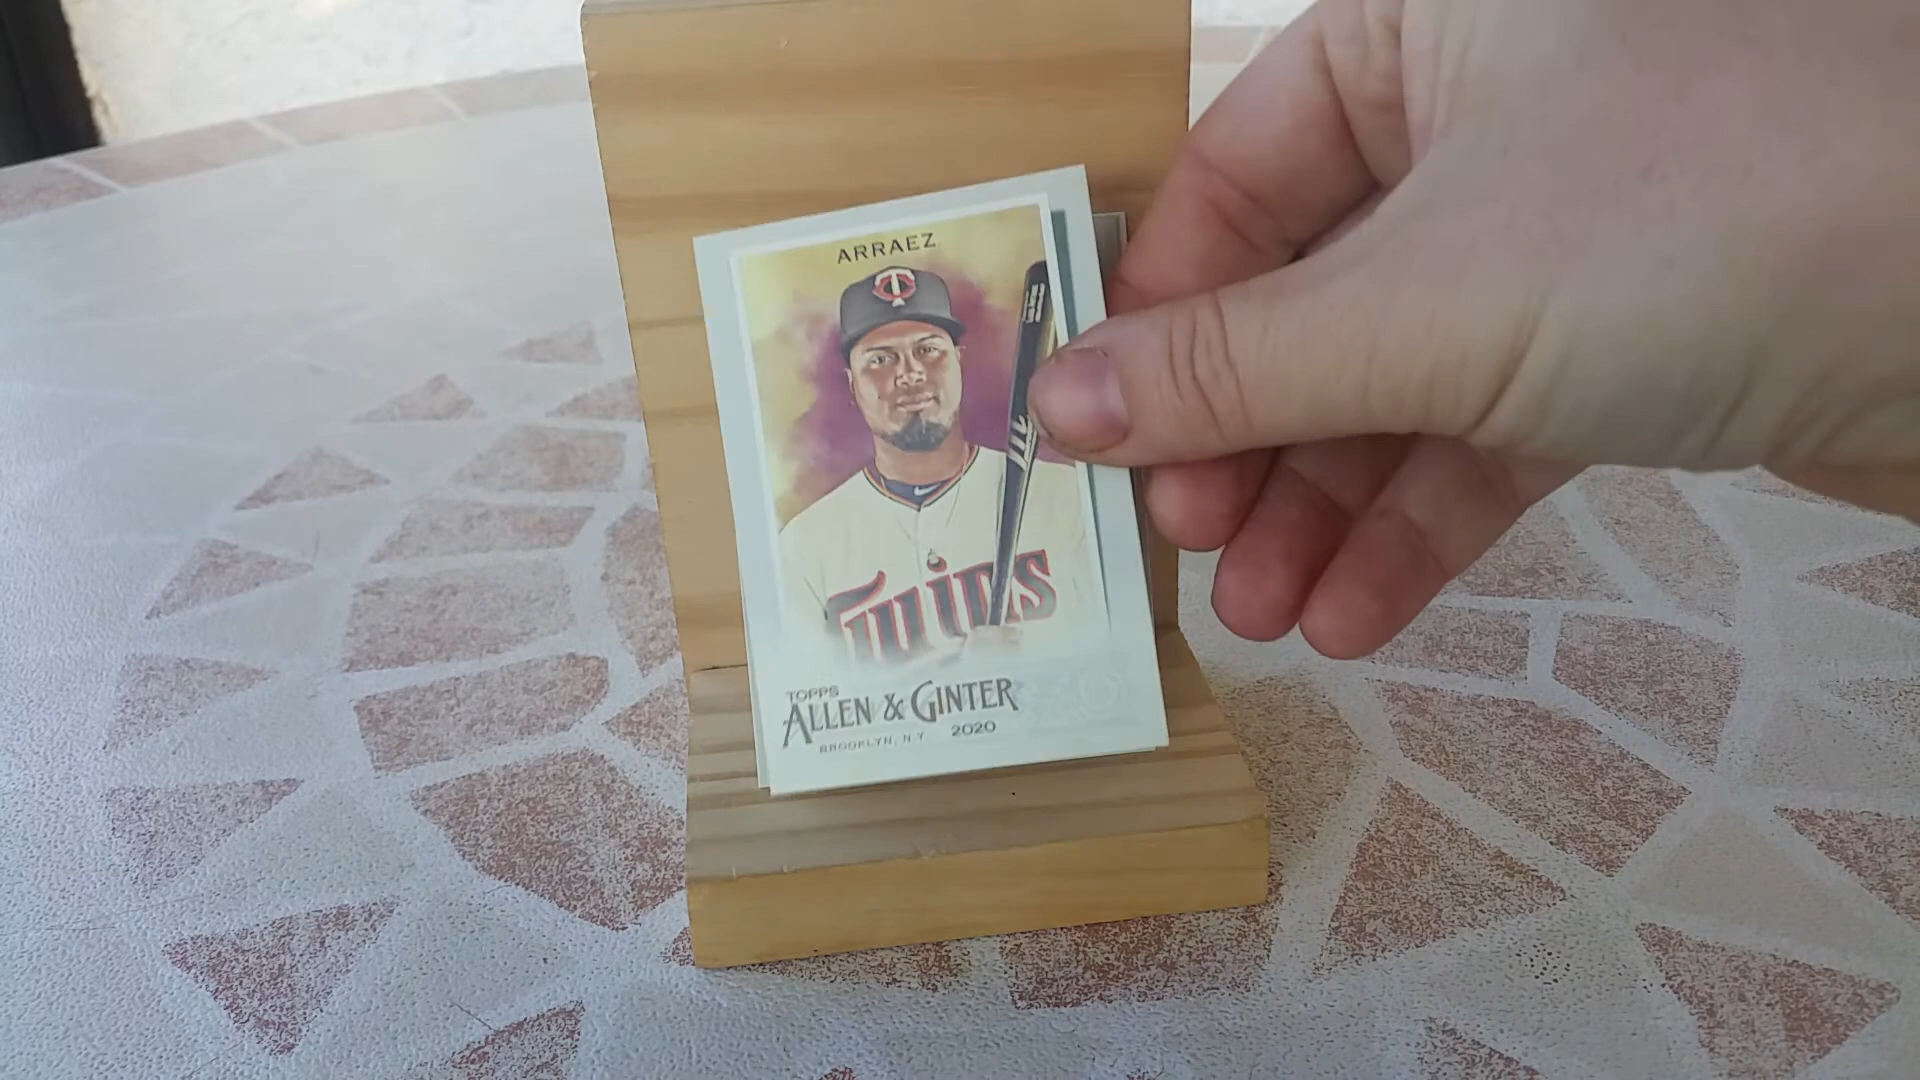 ARRAEZ
T C
Twins
TOPPS
ALLEN & GINTER
BROOKLYN, N.Y 2020